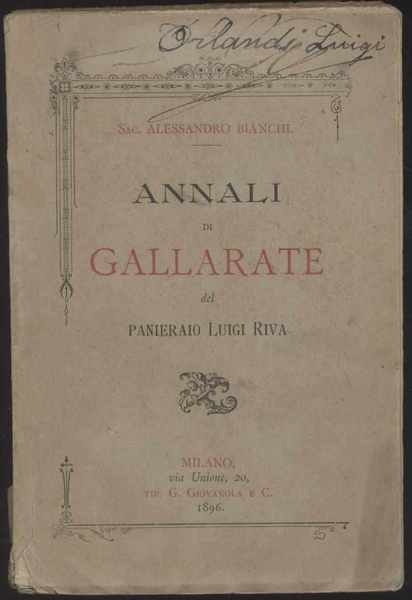 Orlandi Luigi
SAC. ALESSANDRO BIANCHI.
ANNALI
DI
GALLARATE
del
PANIERAIO LUIGI RIVA
MILANO,
via Unione, 20,
TIP. G. GIOVANOLA E C.
1896.